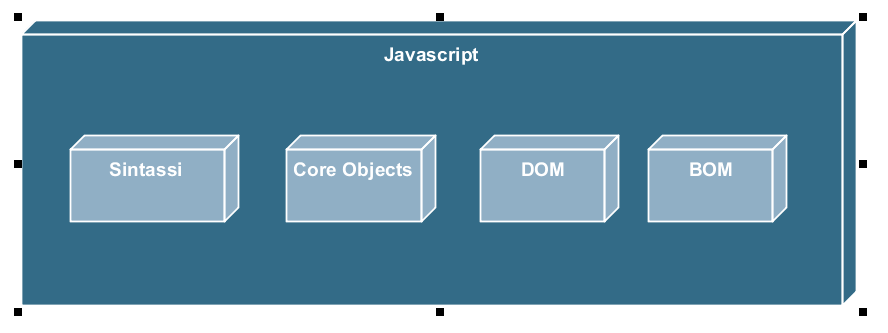 Javascript
Sintassi
Core Objects
DOM
BOM